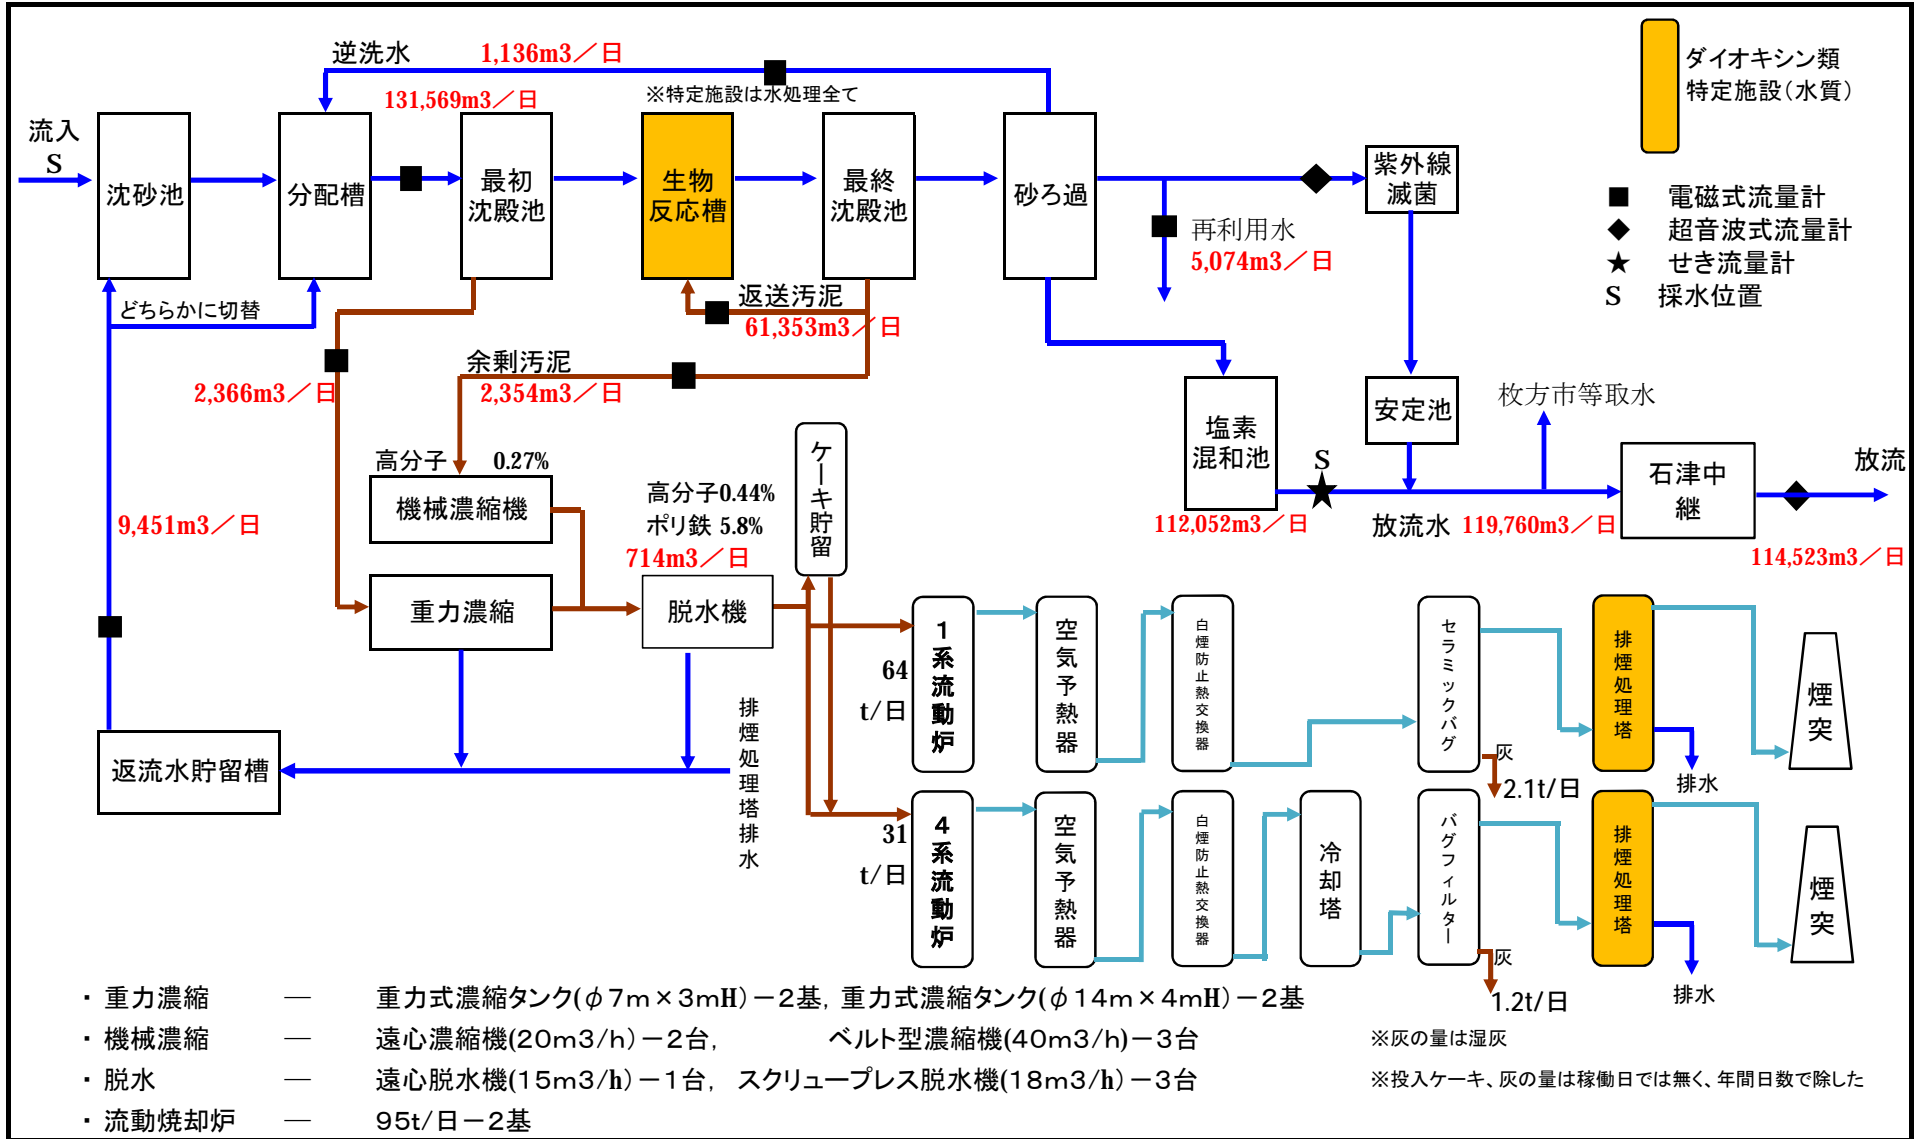 逆洗水 1,136m3／日
131,569m3／日
※特定施設は水処理全て
ダイオキシン類
特定施設（水質）
流入
S
沈砂池
分配槽
最初
沈殿池
生物
反応槽
最終
沈殿池
砂ろ過
紫外線
滅菌
■ 電磁式流量計
◆ 超音波式流量計
★ せき流量計
S 採水位置
再利用水
5,074m3／日
どちらかに切替
返送汚泥
61,353m3／日
余剰汚泥
2,354m3／日
2,366m3／日
塩素
混和池
安定池
枚方市等取水
石津中
継
放流
S
112,052m3／日
放流水 119,760m3／日
114,523m3／日
高分子 0.27%
機械濃縮機
高分子0.44%
ポリ鉄 5.8%
714m3／日
ケーキ貯留
9,451m3／日
重力濃縮
脱水機
返流水貯留槽
排煙処理塔排水
64
t/日
１系流動炉
空気予熱器
白煙防止熱交換器
セラミックバグ
灰
2.1t/日
排煙処理塔
排水
煙突
31
t/日
４系流動炉
空気予熱器
白煙防止熱交換器
冷却塔
バグフィルター
灰
1.2t/日
排煙処理塔
排水
煙突
・ 重力濃縮 ― 重力式濃縮タンク(φ７ｍ×３ｍH)－２基, 重力式濃縮タンク(φ１４ｍ×４ｍH)－２基
・ 機械濃縮 ― 遠心濃縮機(20ｍ3/h)－２台, ベルト型濃縮機(40ｍ3/h)－３台
※灰の量は湿灰
・ 脱水 ― 遠心脱水機(15ｍ3/h)－１台, スクリュープレス脱水機(18ｍ3/h)－３台
※投入ケーキ、灰の量は稼働日では無く、年間日数で除した
・ 流動焼却炉 ― ９５ｔ/日－２基